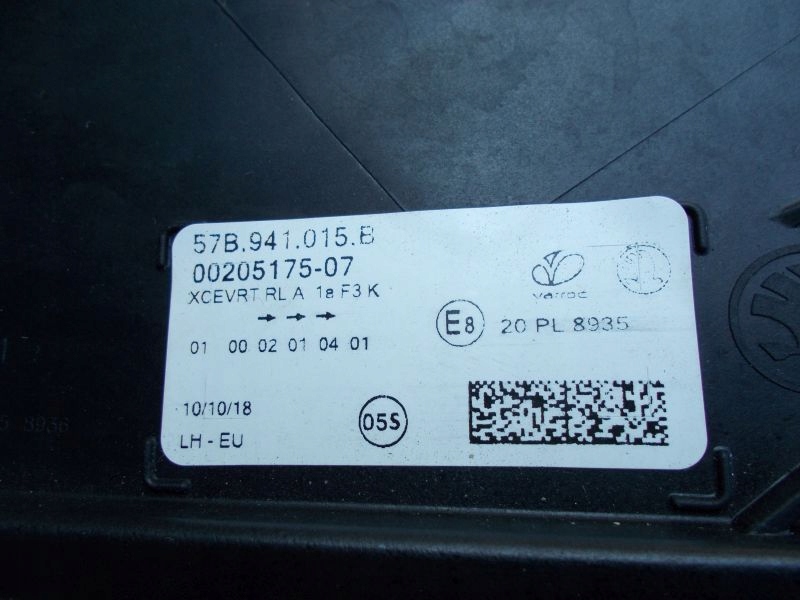 57B.941.015.B
00205175-07
XCEVRT RL A 1a F3 K
01 00 02 01 04 01
10/10/18
LH - EU
05S
varroc
E8 20 PL 8935
8936